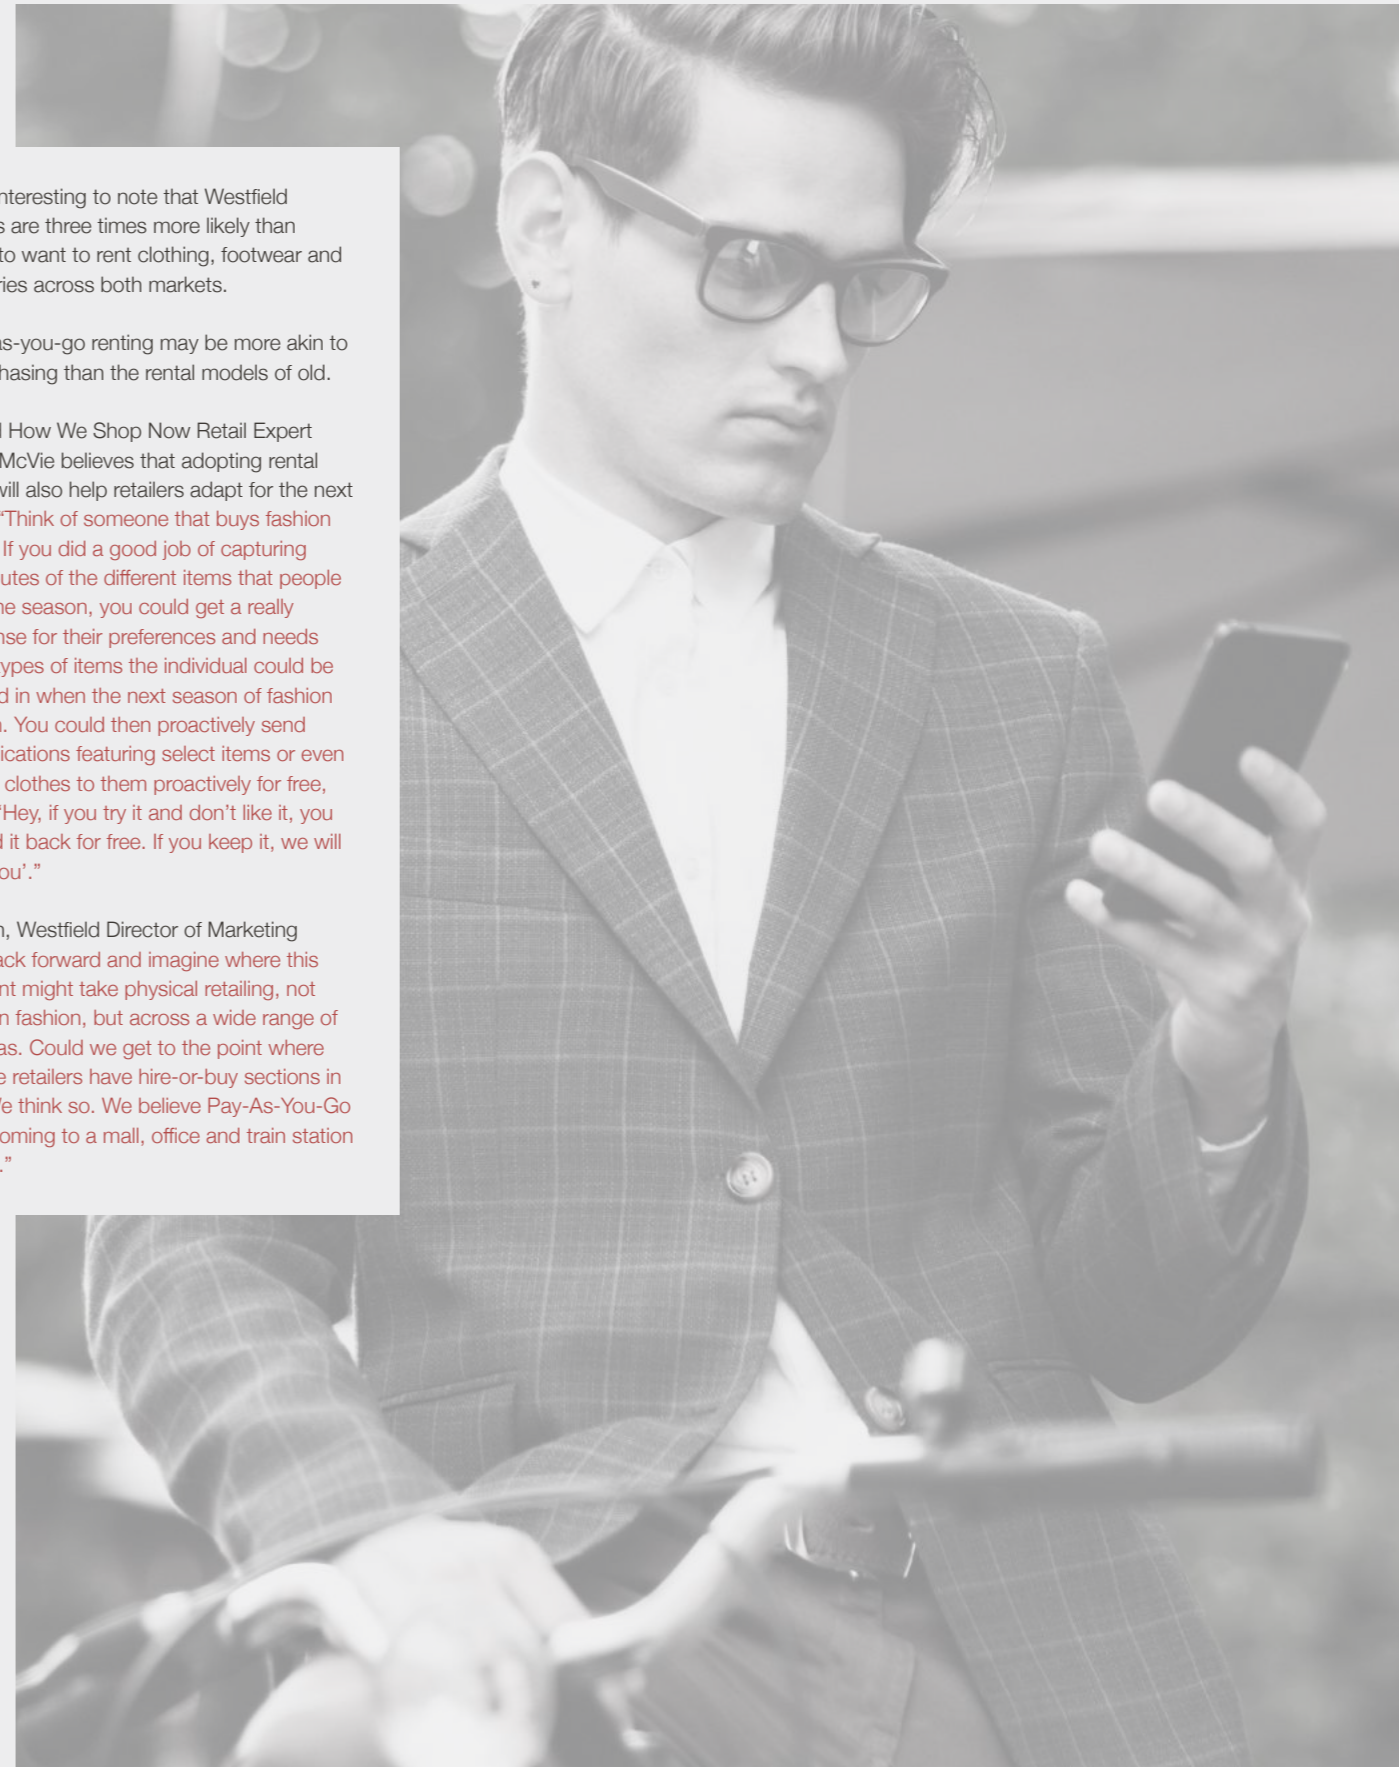 nteresting to note that Westfield
s are three times more likely than
to want to rent clothing, footwear and
ries across both markets.
as-you-go renting may be more akin to
hasing than the rental models of old.
l How We Shop Now Retail Expert
McVie believes that adopting rental
will also help retailers adapt for the next
“Think of someone that buys fashion
If you did a good job of capturing
utes of the different items that people
ne season, you could get a really
nse for their preferences and needs
ypes of items the individual could be
d in when the next season of fashion
. You could then proactively send
ications featuring select items or even
clothes to them proactively for free,
‘Hey, if you try it and don’t like it, you
d it back for free. If you keep it, we will
ou’.”
n, Westfield Director of Marketing
ack forward and imagine where this
nt might take physical retailing, not
n fashion, but across a wide range of
as. Could we get to the point where
e retailers have hire-or-buy sections in
We think so. We believe Pay-As-You-Go
oming to a mall, office and train station
.”